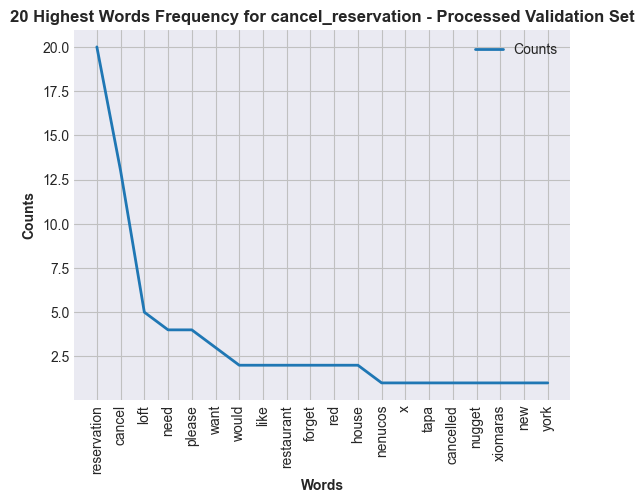 20 Highest Words Frequency for cancel_reservation - Processed Validation Set
Counts
20.0
17.5
15.0
12.5
10.0
7.5
5.0
2.5
Counts
reservation
cancel
loft
need
please
want
would
like
restaurant
forget
red
house
nenucos
x
tapa
cancelled
nugget
xiomaras
new
york
Words